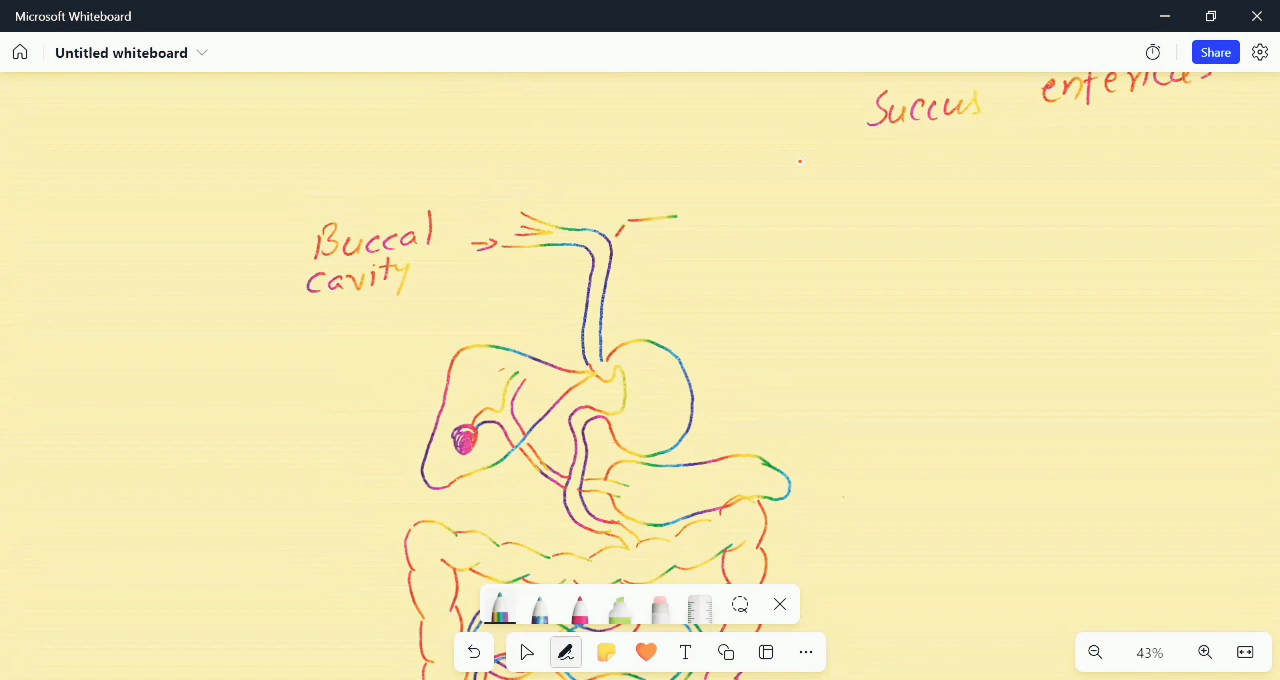 Microsoft Whiteboard
Untitled whiteboard
Share
Succus
Buccal
cavity
43%